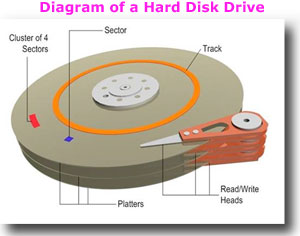 Diagram of a Hard Disk Drive
Sector
Cluster of 4
Sectors
Track
Read/Write
Heads
Platters